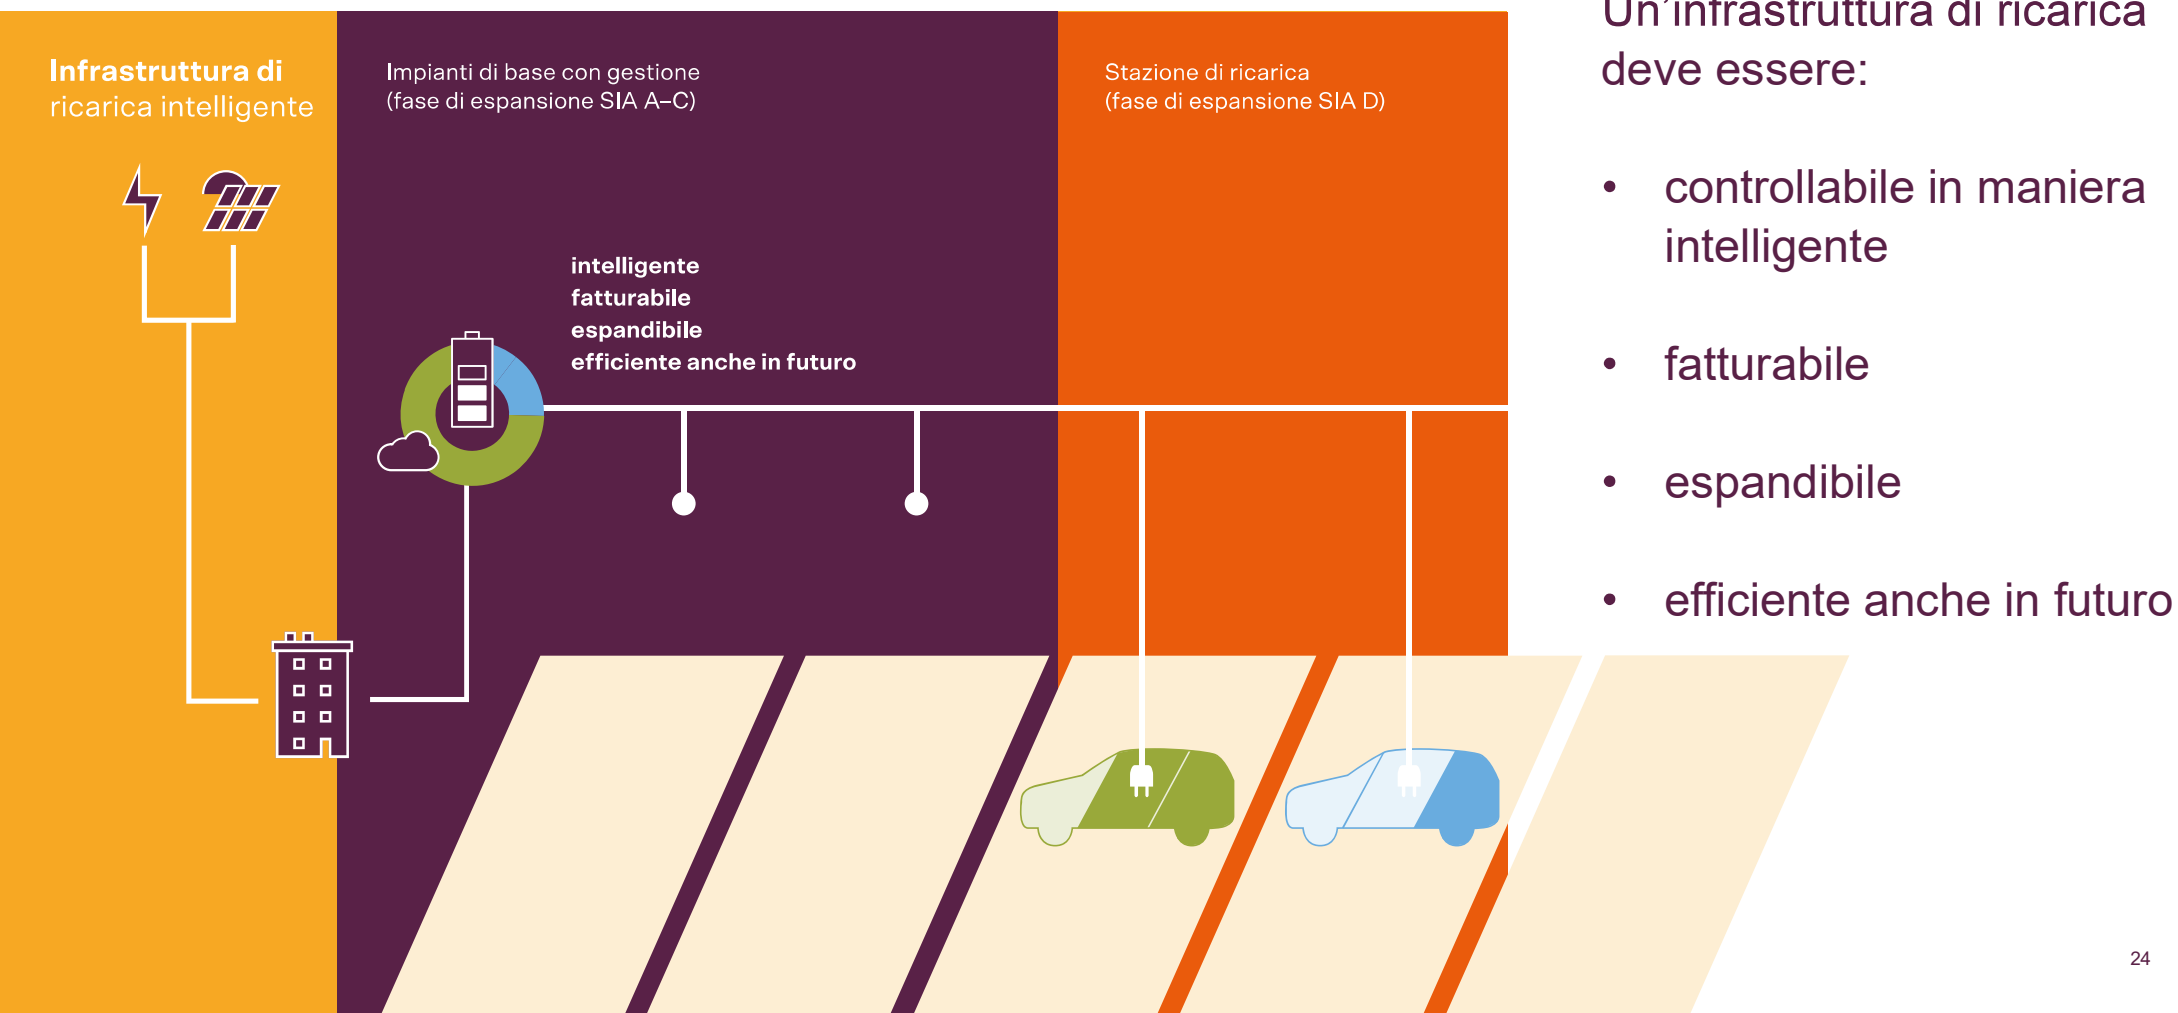 Infrastruttura di
ricarica intelligente
Impianti di base con gestione
(fase di espansione SIA A–C)
Stazione di ricarica
(fase di espansione SIA D)
intelligente
fatturabile
espandibile
efficiente anche in futuro
Un’infrastruttura di ricarica
deve essere:
• controllabile in maniera
intelligente
• fatturabile
• espandibile
• efficiente anche in futuro
24